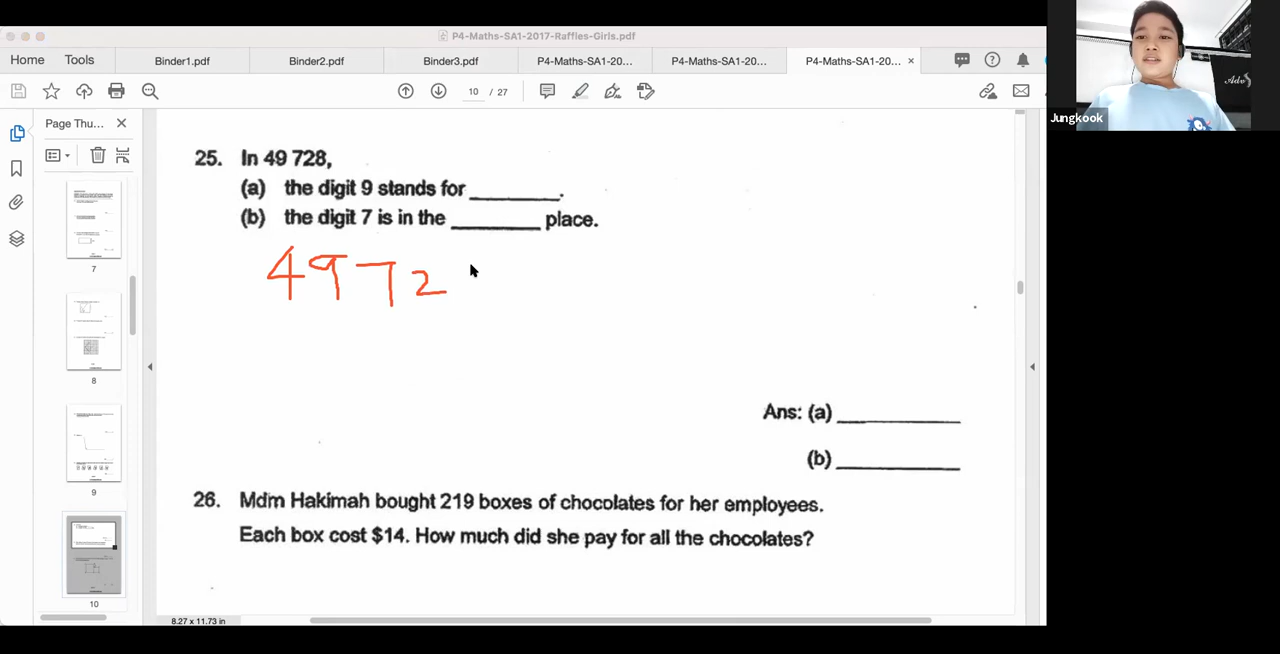 P4-Maths-SA1-2017-Raffles-Girls.pdf
Home Tools Binder1.pdf Binder2.pdf Binder3.pdf P4-Maths-SA1-20... P4-Maths-SA1-20... P4-Maths-SA1-20... ×
10 / 27
Page Thu... ×
7
8
9
10
25. In 49 728,
(a) the digit 9 stands for ________.
(b) the digit 7 is in the ________ place.
4972
Ans: (a) ________
(b) ________
26. Mdm Hakimah bought 219 boxes of chocolates for her employees.
Each box cost $14. How much did she pay for all the chocolates?
8.27 x 11.73 in
Adv
Jungkook